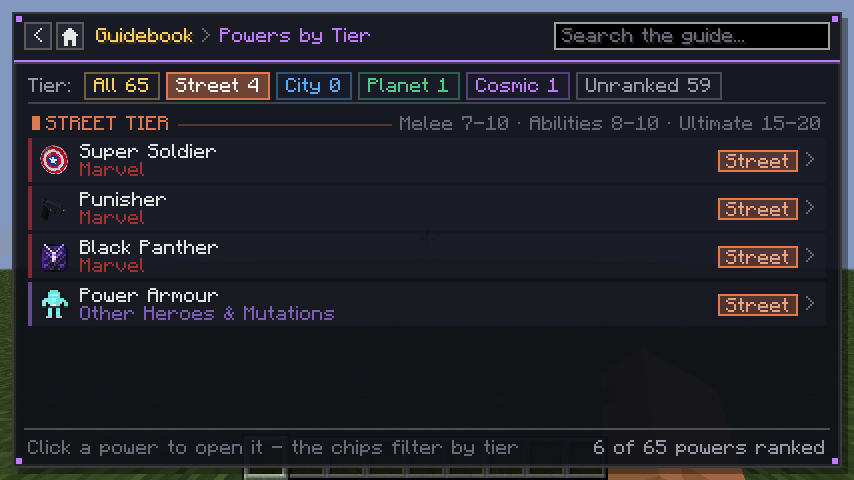 Guidebook > Powers by Tier
Search the guide...
Tier: All 65 Street 4 City 0 Planet 1 Cosmic 1 Unranked 59
STREET TIER Melee 7-10 · Abilities 8-10 · Ultimate 15-20
Super Soldier
Marvel
Street >
Punisher
Marvel
Street >
Black Panther
Marvel
Street >
Power Armour
Other Heroes & Mutations
Street >
Click a power to open it - the chips filter by tier
6 of 65 powers ranked